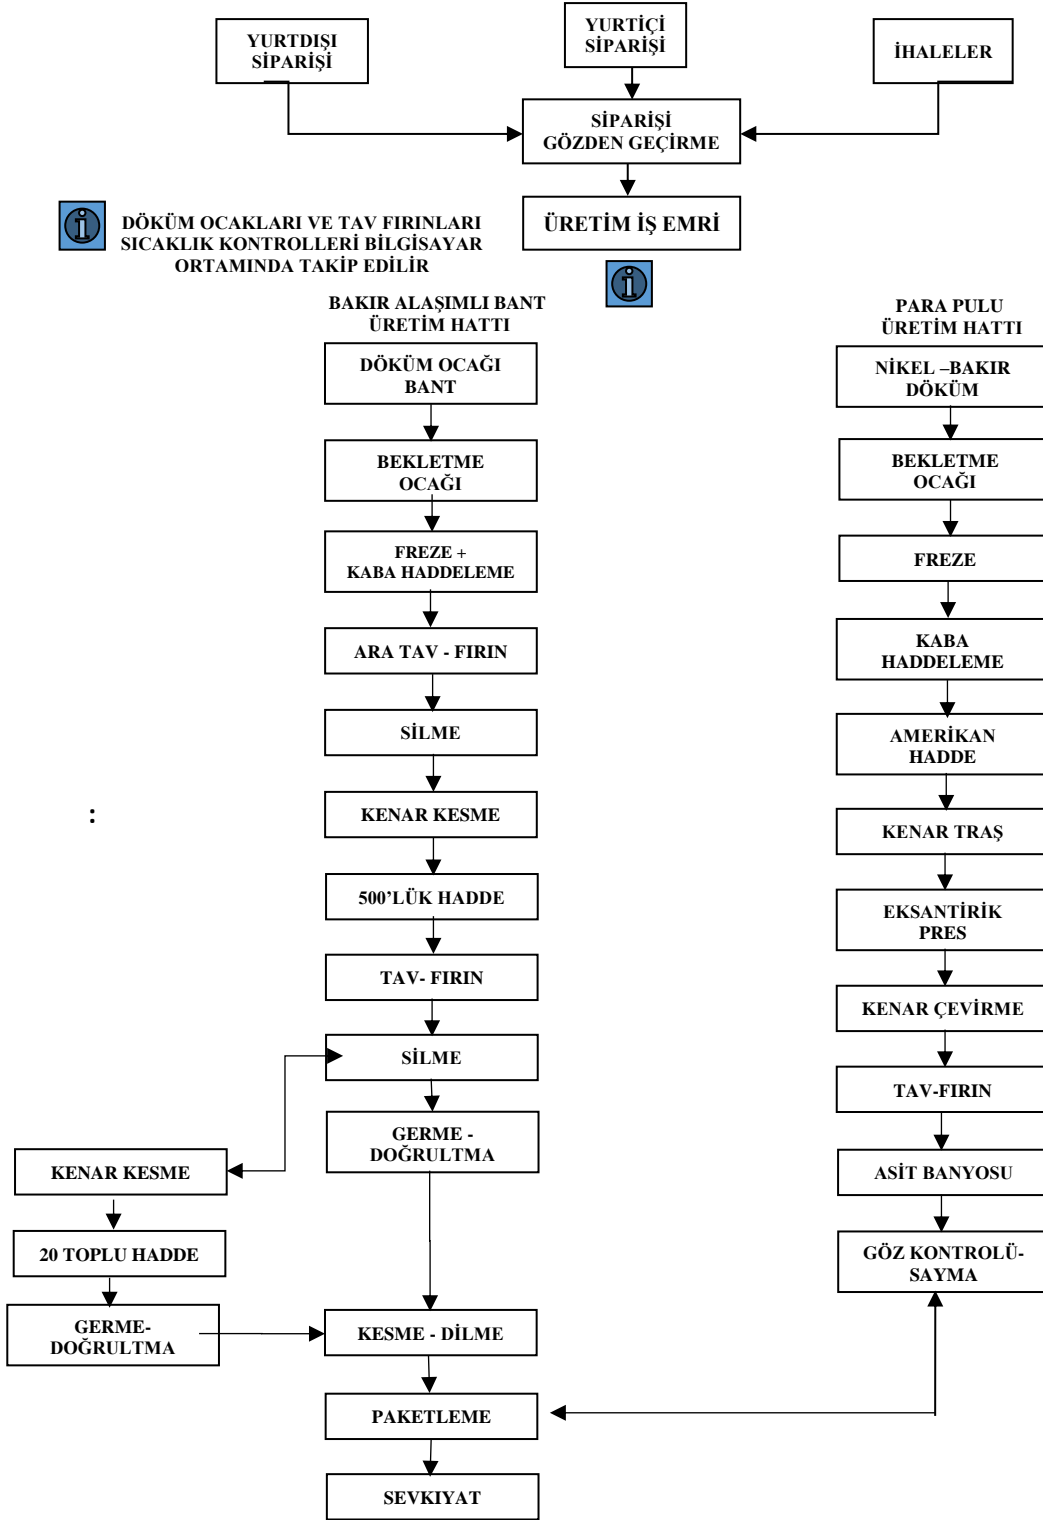 YURTDIŞI
SİPARİŞİ
YURTİÇİ
SİPARİŞİ
İHALELER
SİPARİŞİ
GÖZDEN GEÇİRME
ÜRETİM İŞ EMRİ
DÖKÜM OCAKLARI VE TAV FIRINLARI
SICAKLIK KONTROLLERİ BİLGİSAYAR
ORTAMINDA TAKİP EDİLİR
BAKIR ALAŞIMLI BANT
ÜRETİM HATTI
DÖKÜM OCAĞI
BANT
BEKLETME
OCAĞI
FREZE +
KABA HADDELEME
ARA TAV - FIRIN
SİLME
:
KENAR KESME
500'LÜK HADDE
TAV- FIRIN
SİLME
GERME -
DOĞRULTMA
KENAR KESME
20 TOPLU HADDE
GERME-
DOĞRULTMA
KESME - DİLME
PAKETLEME
SEVKIYAT
PARA PULU
ÜRETİM HATTI
NİKEL –BAKIR
DÖKÜM
BEKLETME
OCAĞI
FREZE
KABA
HADDELEME
AMERİKAN
HADDE
KENAR TRAŞ
EKSANTİRİK
PRES
KENAR ÇEVİRME
TAV-FIRIN
ASİT BANYOSU
GÖZ KONTROLÜ-
SAYMA